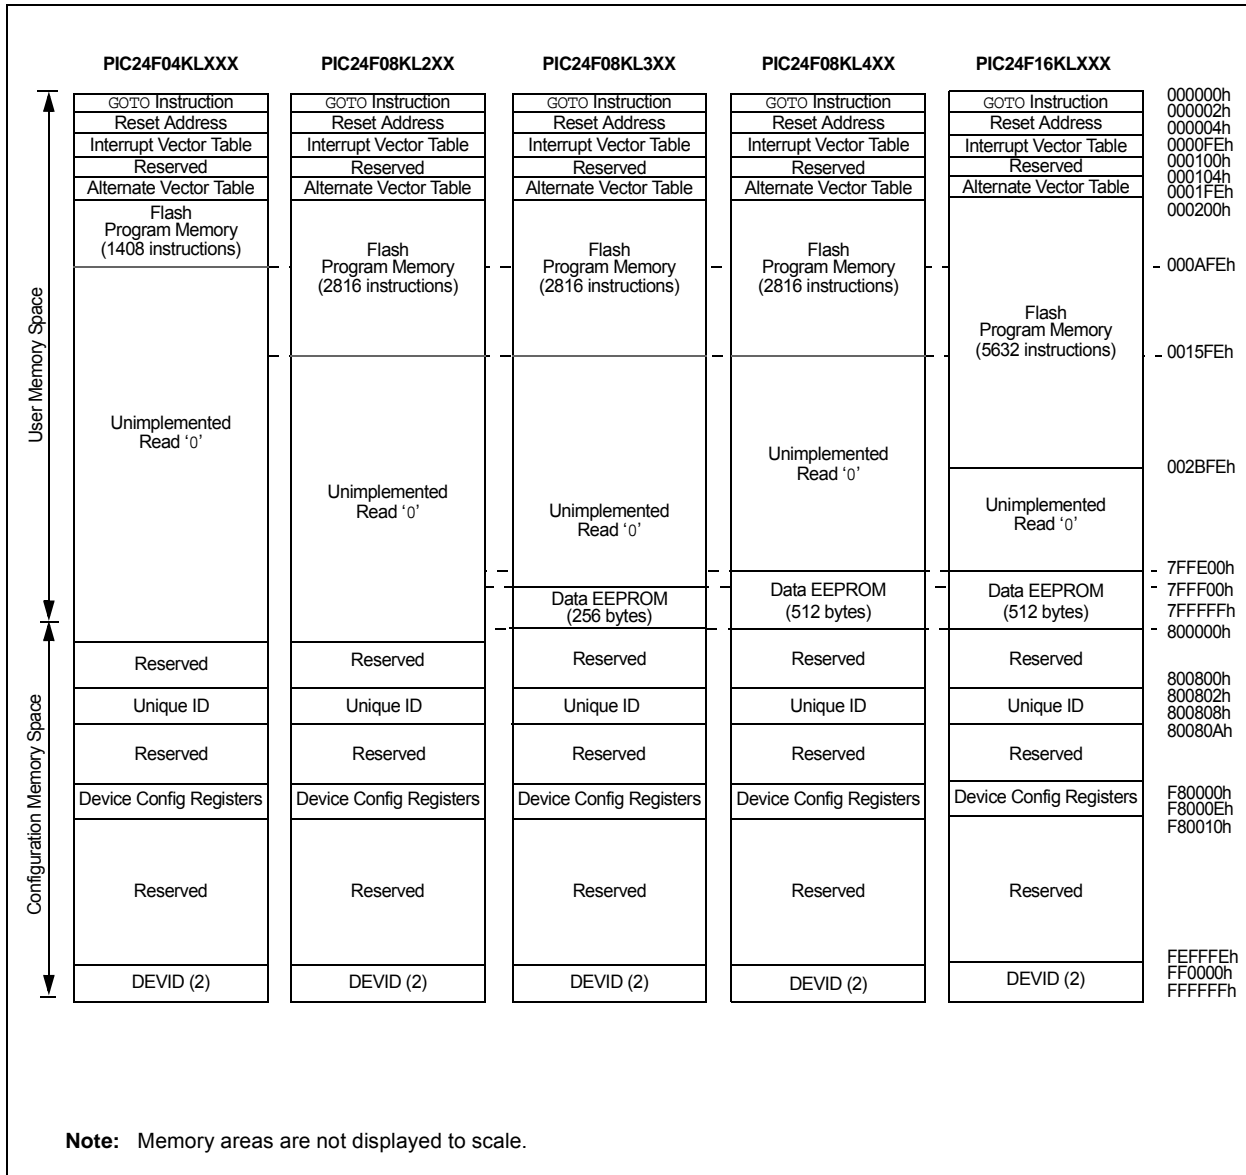 PIC24F04KLXXX PIC24F08KL2XX PIC24F08KL3XX PIC24F08KL4XX PIC24F16KLXXX
GOTO Instruction GOTO Instruction GOTO Instruction GOTO Instruction GOTO Instruction 000000h
000002h
Reset Address Reset Address Reset Address Reset Address Reset Address 000004h
Interrupt Vector Table Interrupt Vector Table Interrupt Vector Table Interrupt Vector Table Interrupt Vector Table 0000FEh
Reserved Reserved Reserved Reserved Reserved 000100h
000104h
Alternate Vector Table Alternate Vector Table Alternate Vector Table Alternate Vector Table Alternate Vector Table 0001FEh
000200h
Flash
Program Memory
(1408 instructions)
Flash Flash Flash
Program Memory Program Memory Program Memory 000AFEh
(2816 instructions) (2816 instructions) (2816 instructions)
Flash
Program Memory
(5632 instructions) 0015FEh
User Memory Space
Unimplemented
Read ‘0’
Unimplemented
Read ‘0’ 002BFEh
Unimplemented
Read ‘0’
Unimplemented
Read ‘0’
Unimplemented
Read ‘0’
7FFE00h
Data EEPROM Data EEPROM Data EEPROM 7FFF00h
(256 bytes) (512 bytes) (512 bytes) 7FFFFFh
800000h
Reserved Reserved Reserved Reserved Reserved
800800h
800802h
Unique ID Unique ID Unique ID Unique ID Unique ID
800808h
80080Ah
Configuration Memory Space
Reserved Reserved Reserved Reserved Reserved
Device Config Registers Device Config Registers Device Config Registers Device Config Registers Device Config Registers F80000h
F8000Eh
F80010h
Reserved Reserved Reserved Reserved Reserved
FEFFFEh
DEVID (2) DEVID (2) DEVID (2) DEVID (2) DEVID (2) FF0000h
FFFFFFh
Note: Memory areas are not displayed to scale.